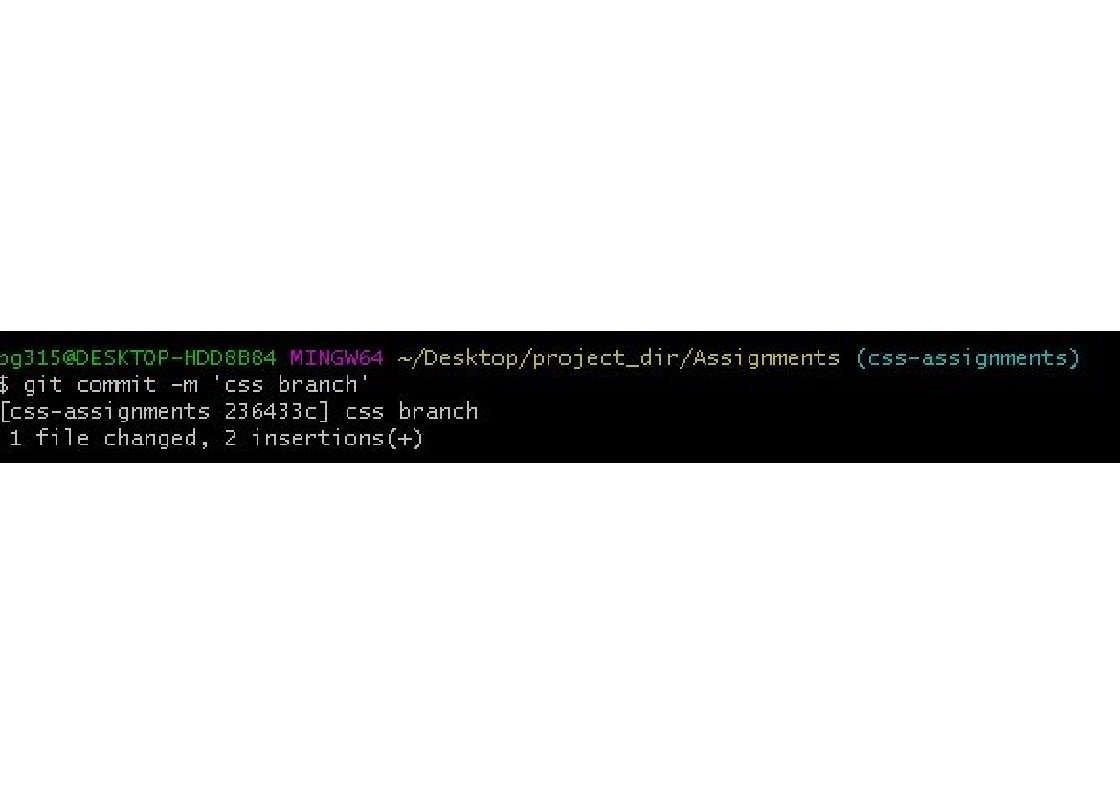 og315@DESKTOP-HDD8B84 MINGW64 ~/Desktop/project_dir/Assignments (css-assignments)
$ git commit -m 'css branch'
[css-assignments 236433c] css branch
1 file changed, 2 insertions(+)